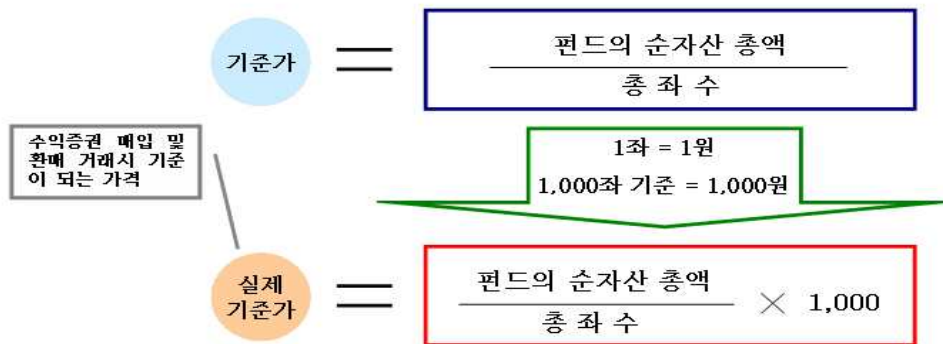 기준가
=
펀드의 순자산 총액
총 좌 수
수익증권 매입 및
환매 거래시 기준
이 되는 가격
1좌 = 1원
1,000좌 기준 = 1,000원
실제
기준가
=
펀드의 순자산 총액
총 좌 수
× 1,000